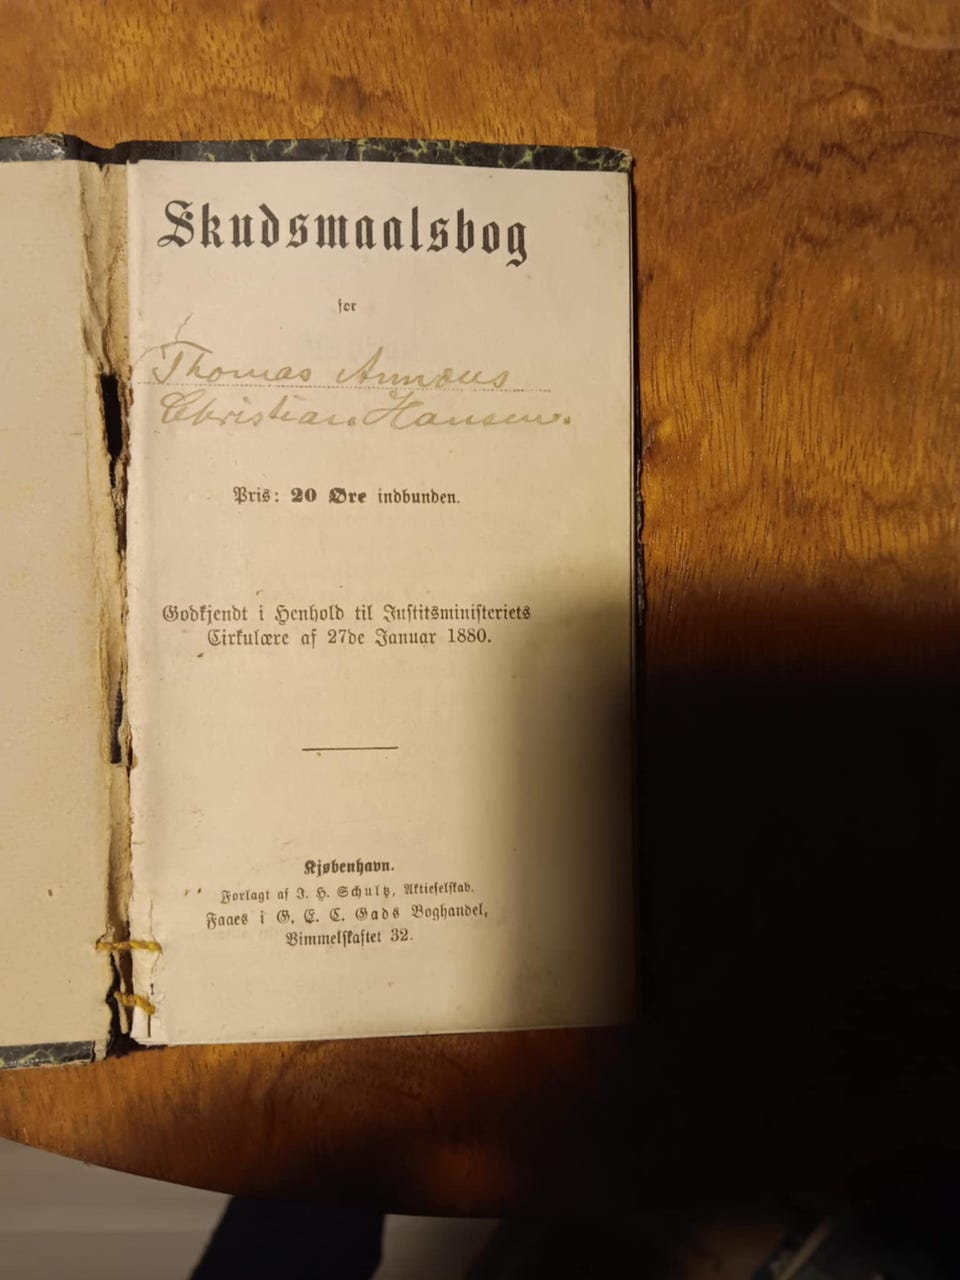 Skudsmaalsbog
for
Thomas Annæus
Christian Hansen.
Pris: 20 Øre indbunden.
Godkjendt i Henhold til Justitsministeriets
Cirkulære af 27de Januar 1880.
Kjøbenhavn.
Forlagt af J. H. Schultz, Aktieselskab.
Faaes i G. E. C. Gads Boghandel,
Vimmelskaftet 32.